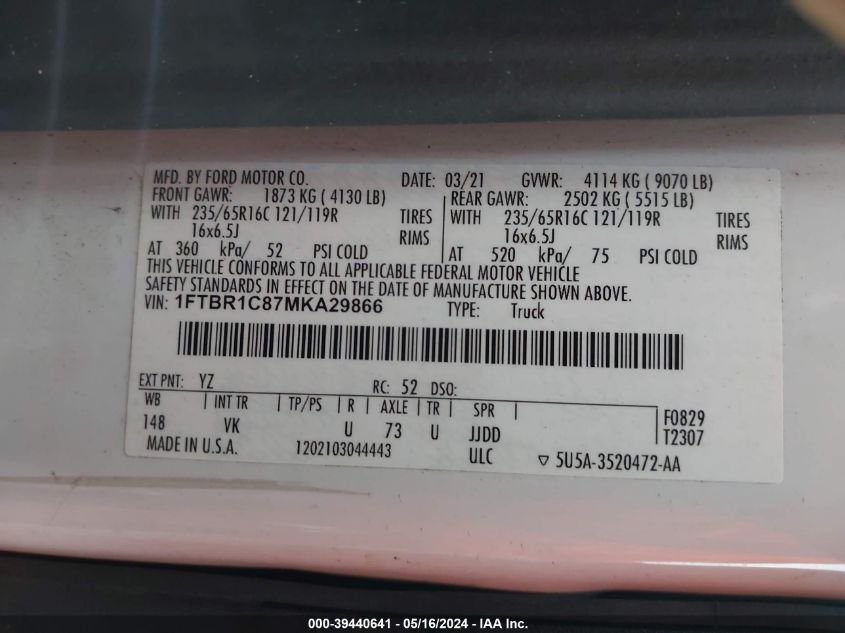 MFD. BY FORD MOTOR CO. DATE: 03/21 GVWR: 4114 KG ( 9070 LB)
FRONT GAWR: 1873 KG ( 4130 LB) REAR GAWR: 2502 KG ( 5515 LB)
WITH 235/65R16C 121/119R TIRES WITH 235/65R16C 121/119R TIRES
16x6.5J RIMS 16x6.5J RIMS
AT 360 kPa/ 52 PSI COLD AT 520 kPa/ 75 PSI COLD
THIS VEHICLE CONFORMS TO ALL APPLICABLE FEDERAL MOTOR VEHICLE
SAFETY STANDARDS IN EFFECT ON THE DATE OF MANUFACTURE SHOWN ABOVE.
VIN: 1FTBR1C87MKA29866 TYPE: Truck
EXT PNT: YZ RC: 52 DSO:
WB INT TR TP/PS R AXLE TR SPR F0829
148 VK U 73 U JJDD T2307
MADE IN U.S.A. 1202103044443 ULC ▽ 5U5A-3520472-AA
000-39440641 - 05/16/2024 - IAA Inc.